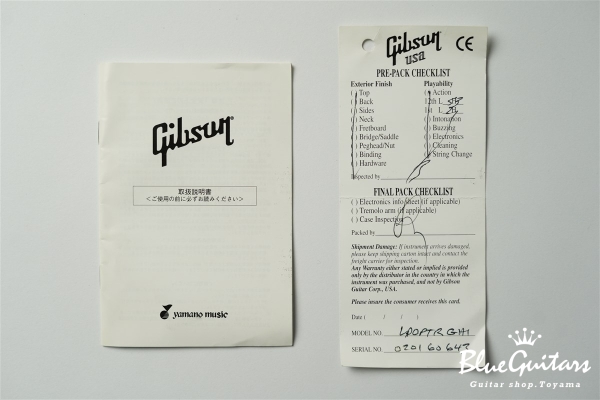 Gibson®
取扱説明書
＜ご使用の前に必ずお読みください＞
yamano music
Gibson
usa
CE
PRE-PACK CHECKLIST
Exterior Finish
( ) Top
( ) Back
( ) Sides
( ) Neck
( ) Fretboard
( ) Bridge/Saddle
( ) Peghead/Nut
( ) Binding
( ) Hardware
Playability
( ) Action
12th L
1st L
( ) Intonation
( ) Buzzing
( ) Electronics
( ) Cleaning
( ) String Change
Inspected by
FINAL PACK CHECKLIST
( ) Electronics info sheet (if applicable)
( ) Tremolo arm (if applicable)
( ) Case Inspection
Packed by
Shipment Damage: If instrument arrives damaged,
please keep shipping carton intact and contact the
freight carrier for inspection.
Any Warranty either stated or implied is provided
only by the distributor in the country in which the
instrument was purchased, and not by Gibson
Guitar Corp., USA.
Please insure the consumer receives this card.
Date ( / / )
MODEL NO. LPDPTRGH1
SERIAL NO. 020160642
BlueGuitars
Guitar shop.Toyama